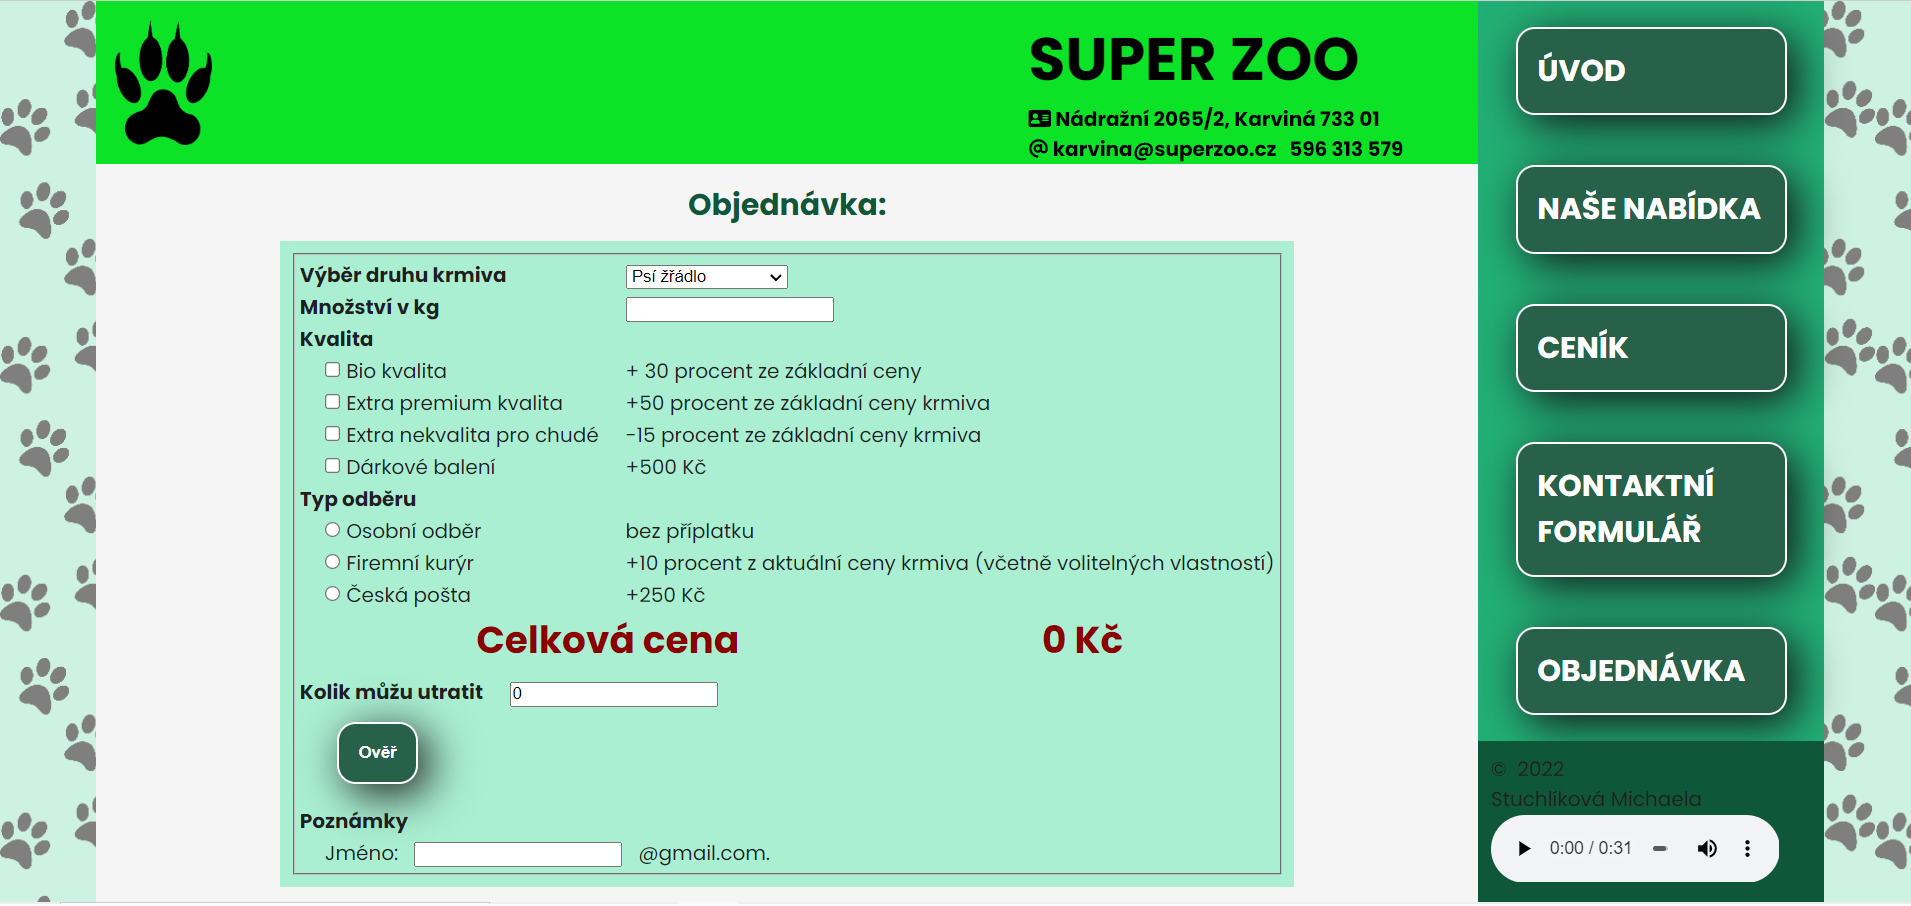 SUPER ZOO
Nádražní 2065/2, Karviná 733 01
karvina@superzoo.cz 596 313 579
Objednávka:
Výběr druhu krmiva Psí žřádlo
Množství v kg
Kvalita
Bio kvalita + 30 procent ze základní ceny
Extra premium kvalita +50 procent ze základní ceny krmiva
Extra nekvalita pro chudé -15 procent ze základní ceny krmiva
Dárkové balení +500 Kč
Typ odběru
Osobní odběr bez příplatku
Firemní kurýr +10 procent z aktuální ceny krmiva (včetně volitelných vlastností)
Česká pošta +250 Kč
Celková cena 0 Kč
Kolik můžu utratit 0
Ověř
Poznámky
Jméno: @gmail.com.
ÚVOD
NAŠE NABÍDKA
CENÍK
KONTAKTNÍ
FORMULÁŘ
OBJEDNÁVKA
© 2022
Stuchlíková Michaela
0:00 / 0:31